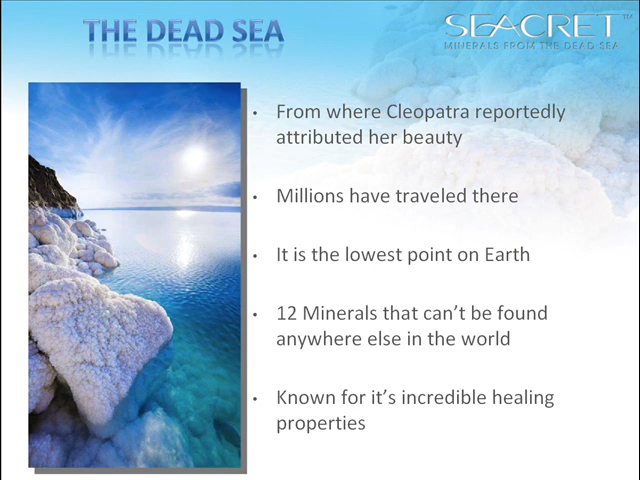 THE DEAD SEA
SEACRET™
MINERALS FROM THE DEAD SEA
• From where Cleopatra reportedly
attributed her beauty
• Millions have traveled there
• It is the lowest point on Earth
• 12 Minerals that can’t be found
anywhere else in the world
• Known for it’s incredible healing
properties